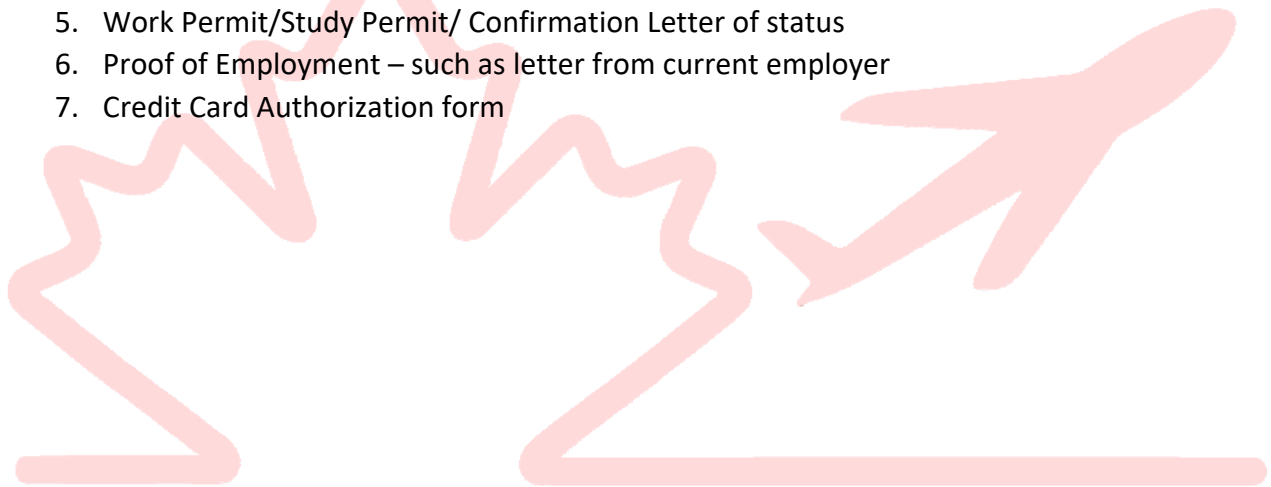 5. Work Permit/Study Permit/ Confirmation Letter of status
6. Proof of Employment – such as letter from current employer
7. Credit Card Authorization form